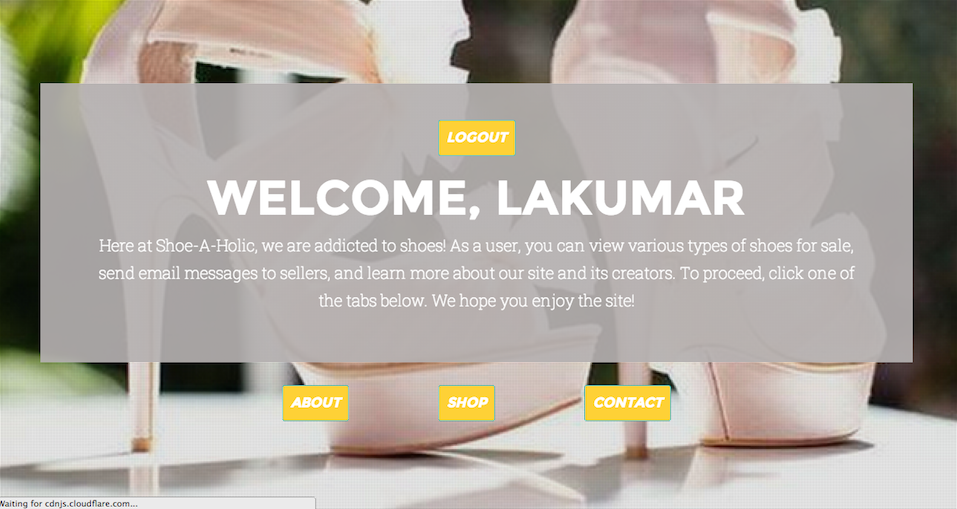 LOGOUT
WELCOME, LAKUMAR
Here at Shoe-A-Holic, we are addicted to shoes! As a user, you can view various types of shoes for sale,
send email messages to sellers, and learn more about our site and its creators. To proceed, click one of
the tabs below. We hope you enjoy the site!
ABOUT SHOP CONTACT
Waiting for cdnjs.cloudflare.com...